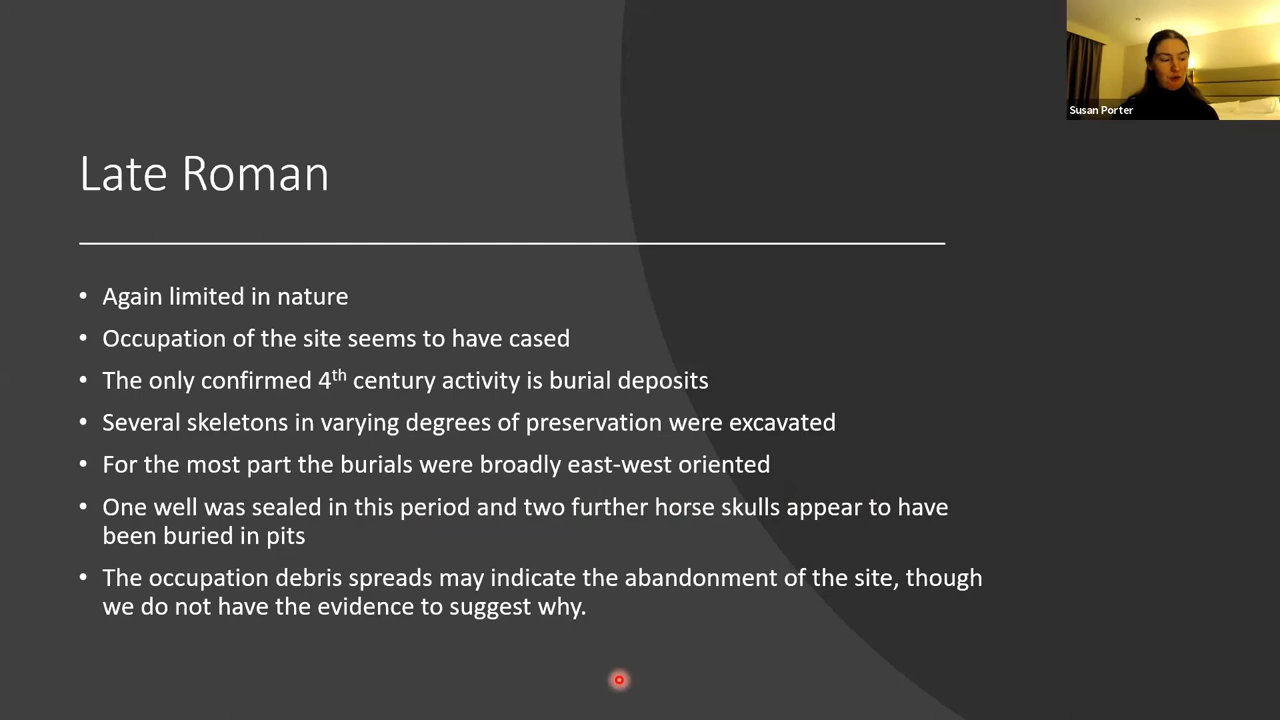 Susan Porter
Late Roman
• Again limited in nature
• Occupation of the site seems to have cased
• The only confirmed 4th century activity is burial deposits
• Several skeletons in varying degrees of preservation were excavated
• For the most part the burials were broadly east-west oriented
• One well was sealed in this period and two further horse skulls appear to have
been buried in pits
• The occupation debris spreads may indicate the abandonment of the site, though
we do not have the evidence to suggest why.